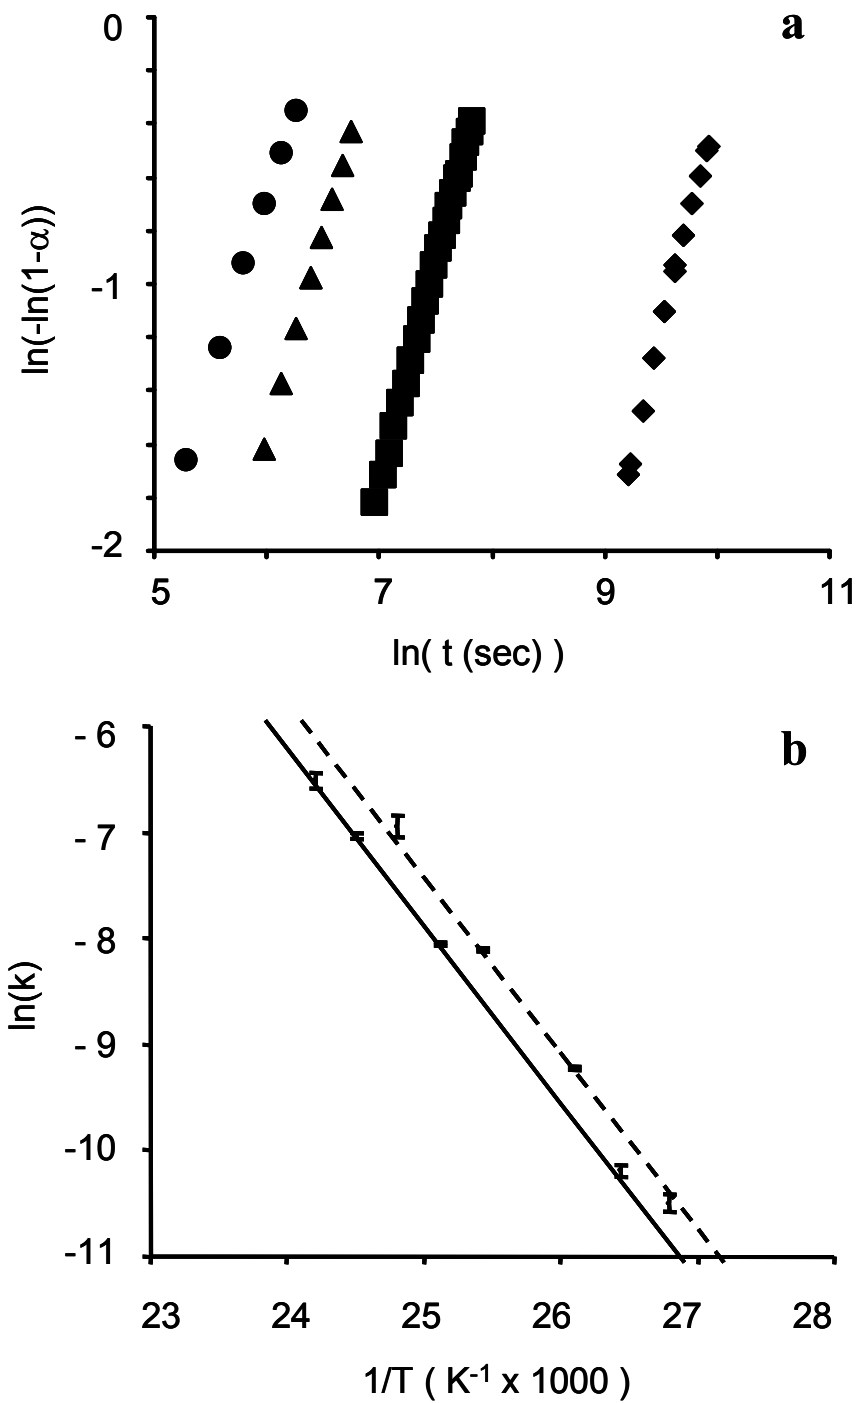 a
0
-1
-2
ln(-ln(1-α))
5 7 9 11
ln( t (sec) )
b
- 6
- 7
- 8
- 9
-10
-11
ln(k)
23 24 25 26 27 28
1/T ( K⁻¹ x 1000 )